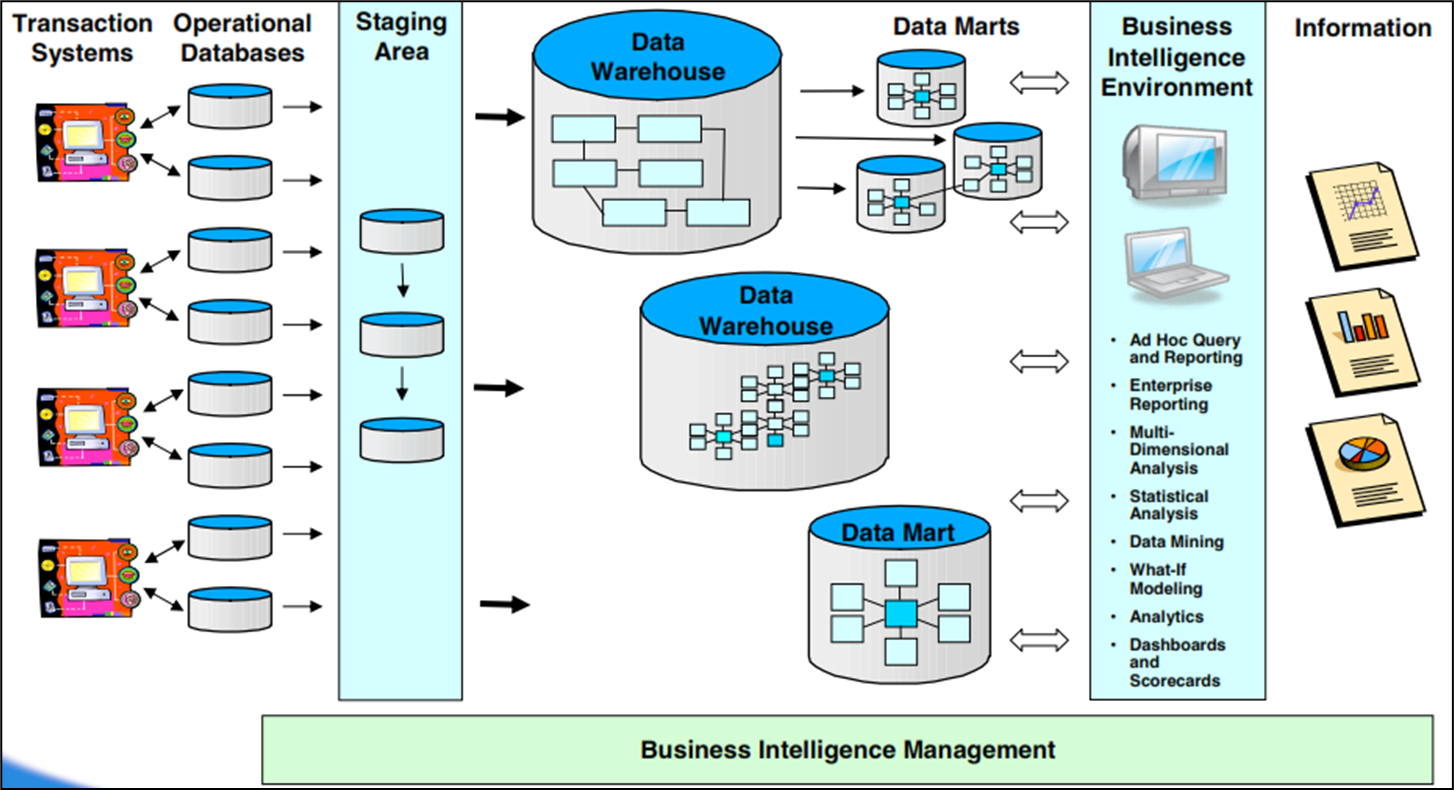 Transaction
Systems
Operational
Databases
Staging
Area
Data
Warehouse
Data Marts
Business
Intelligence
Environment
Information
Data
Warehouse
Data Mart
• Ad Hoc Query
and Reporting
• Enterprise
Reporting
• Multi-
Dimensional
Analysis
• Statistical
Analysis
• Data Mining
• What-If
Modeling
• Analytics
• Dashboards
and
Scorecards
Business Intelligence Management